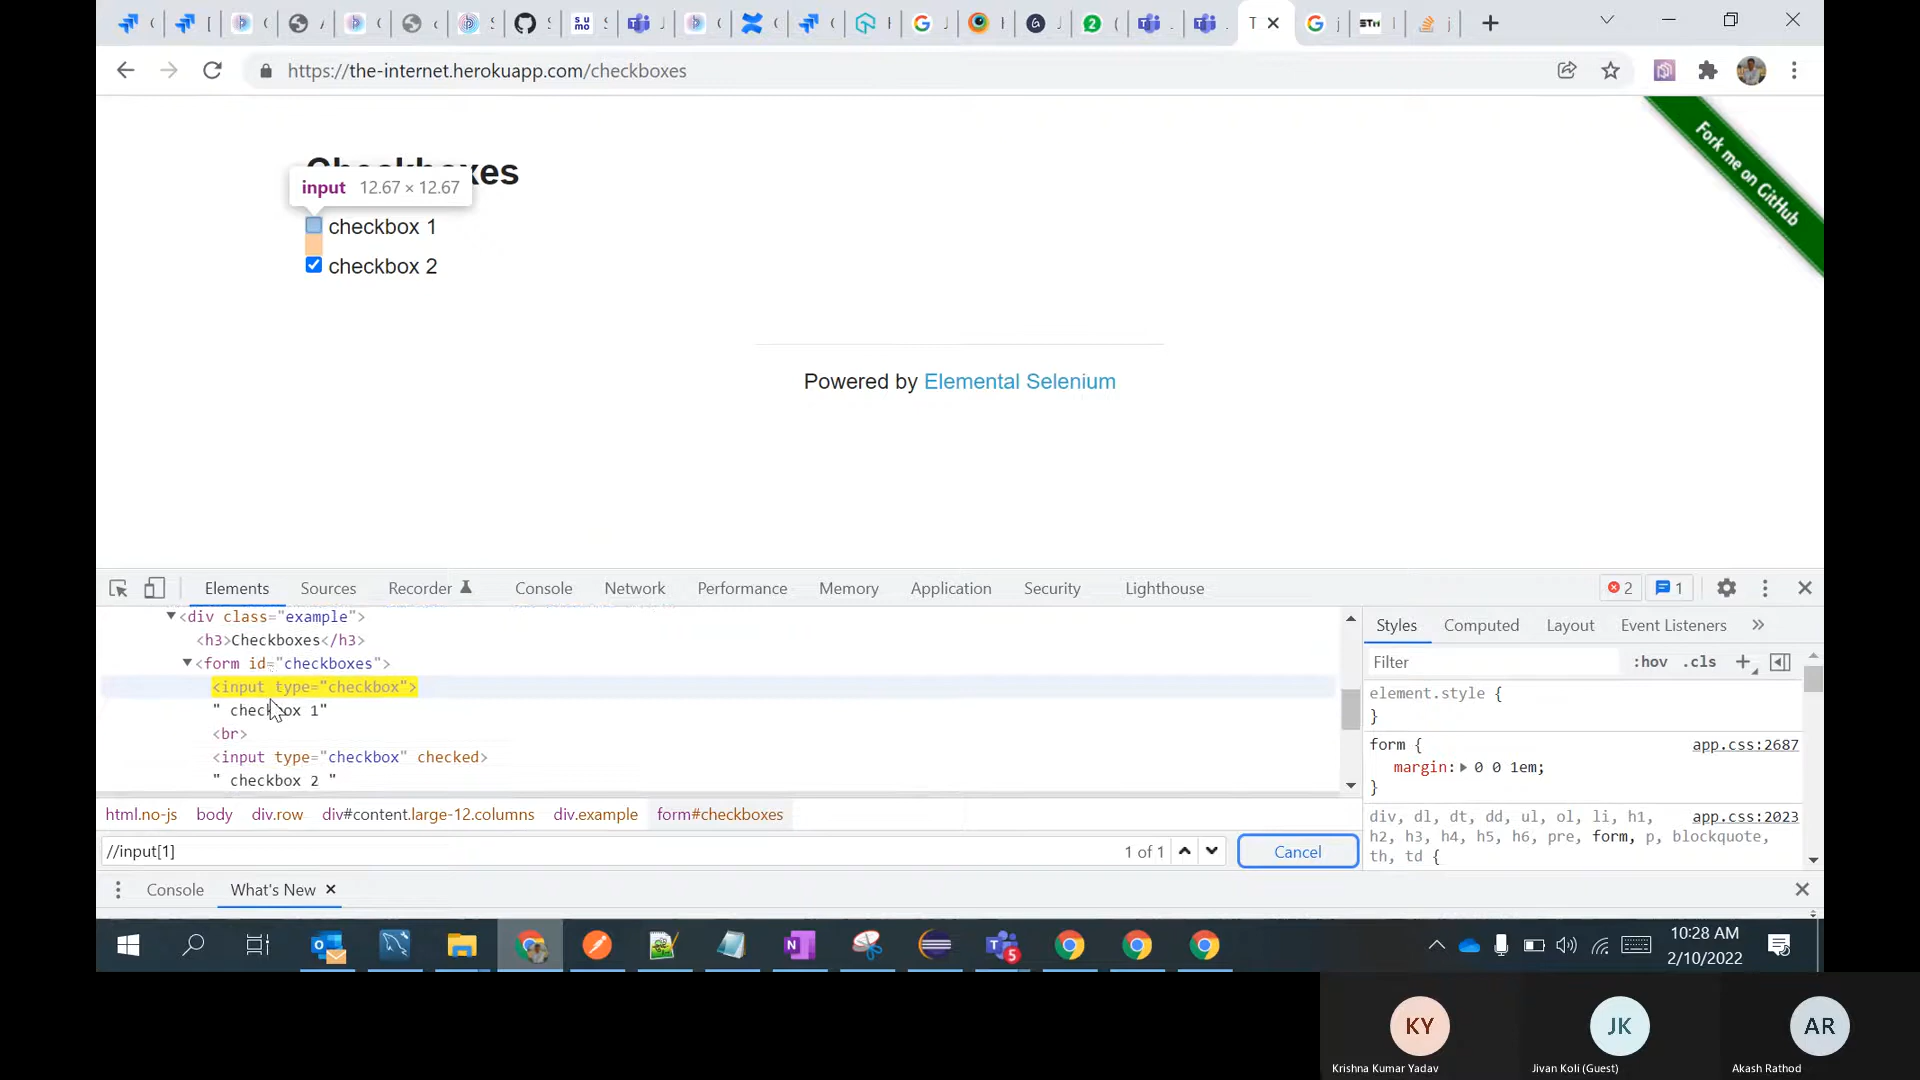 https://the-internet.herokuapp.com/checkboxes
Fork me on GitHub
Checkboxes
input 12.67 × 12.67
checkbox 1
checkbox 2
Powered by Elemental Selenium
Elements Sources Recorder Console Network Performance Memory Application Security Lighthouse 2 1
<div class="example">
<h3>Checkboxes</h3>
<form id="checkboxes">
<input type="checkbox">
" checkbox 1"
<br>
<input type="checkbox" checked>
" checkbox 2 "
html.no-js body div.row div#content.large-12.columns div.example form#checkboxes
//input[1] 1 of 1 Cancel
Styles Computed Layout Event Listeners »
Filter :hov .cls +
element.style {
}
form { app.css:2687
margin: 0 0 1em;
}
div, dl, dt, dd, ul, ol, li, h1, app.css:2023
h2, h3, h4, h5, h6, pre, form, p, blockquote,
th, td {
Console What's New
10:28 AM
2/10/2022
KY JK AR
Krishna Kumar Yadav Jivan Koli (Guest) Akash Rathod